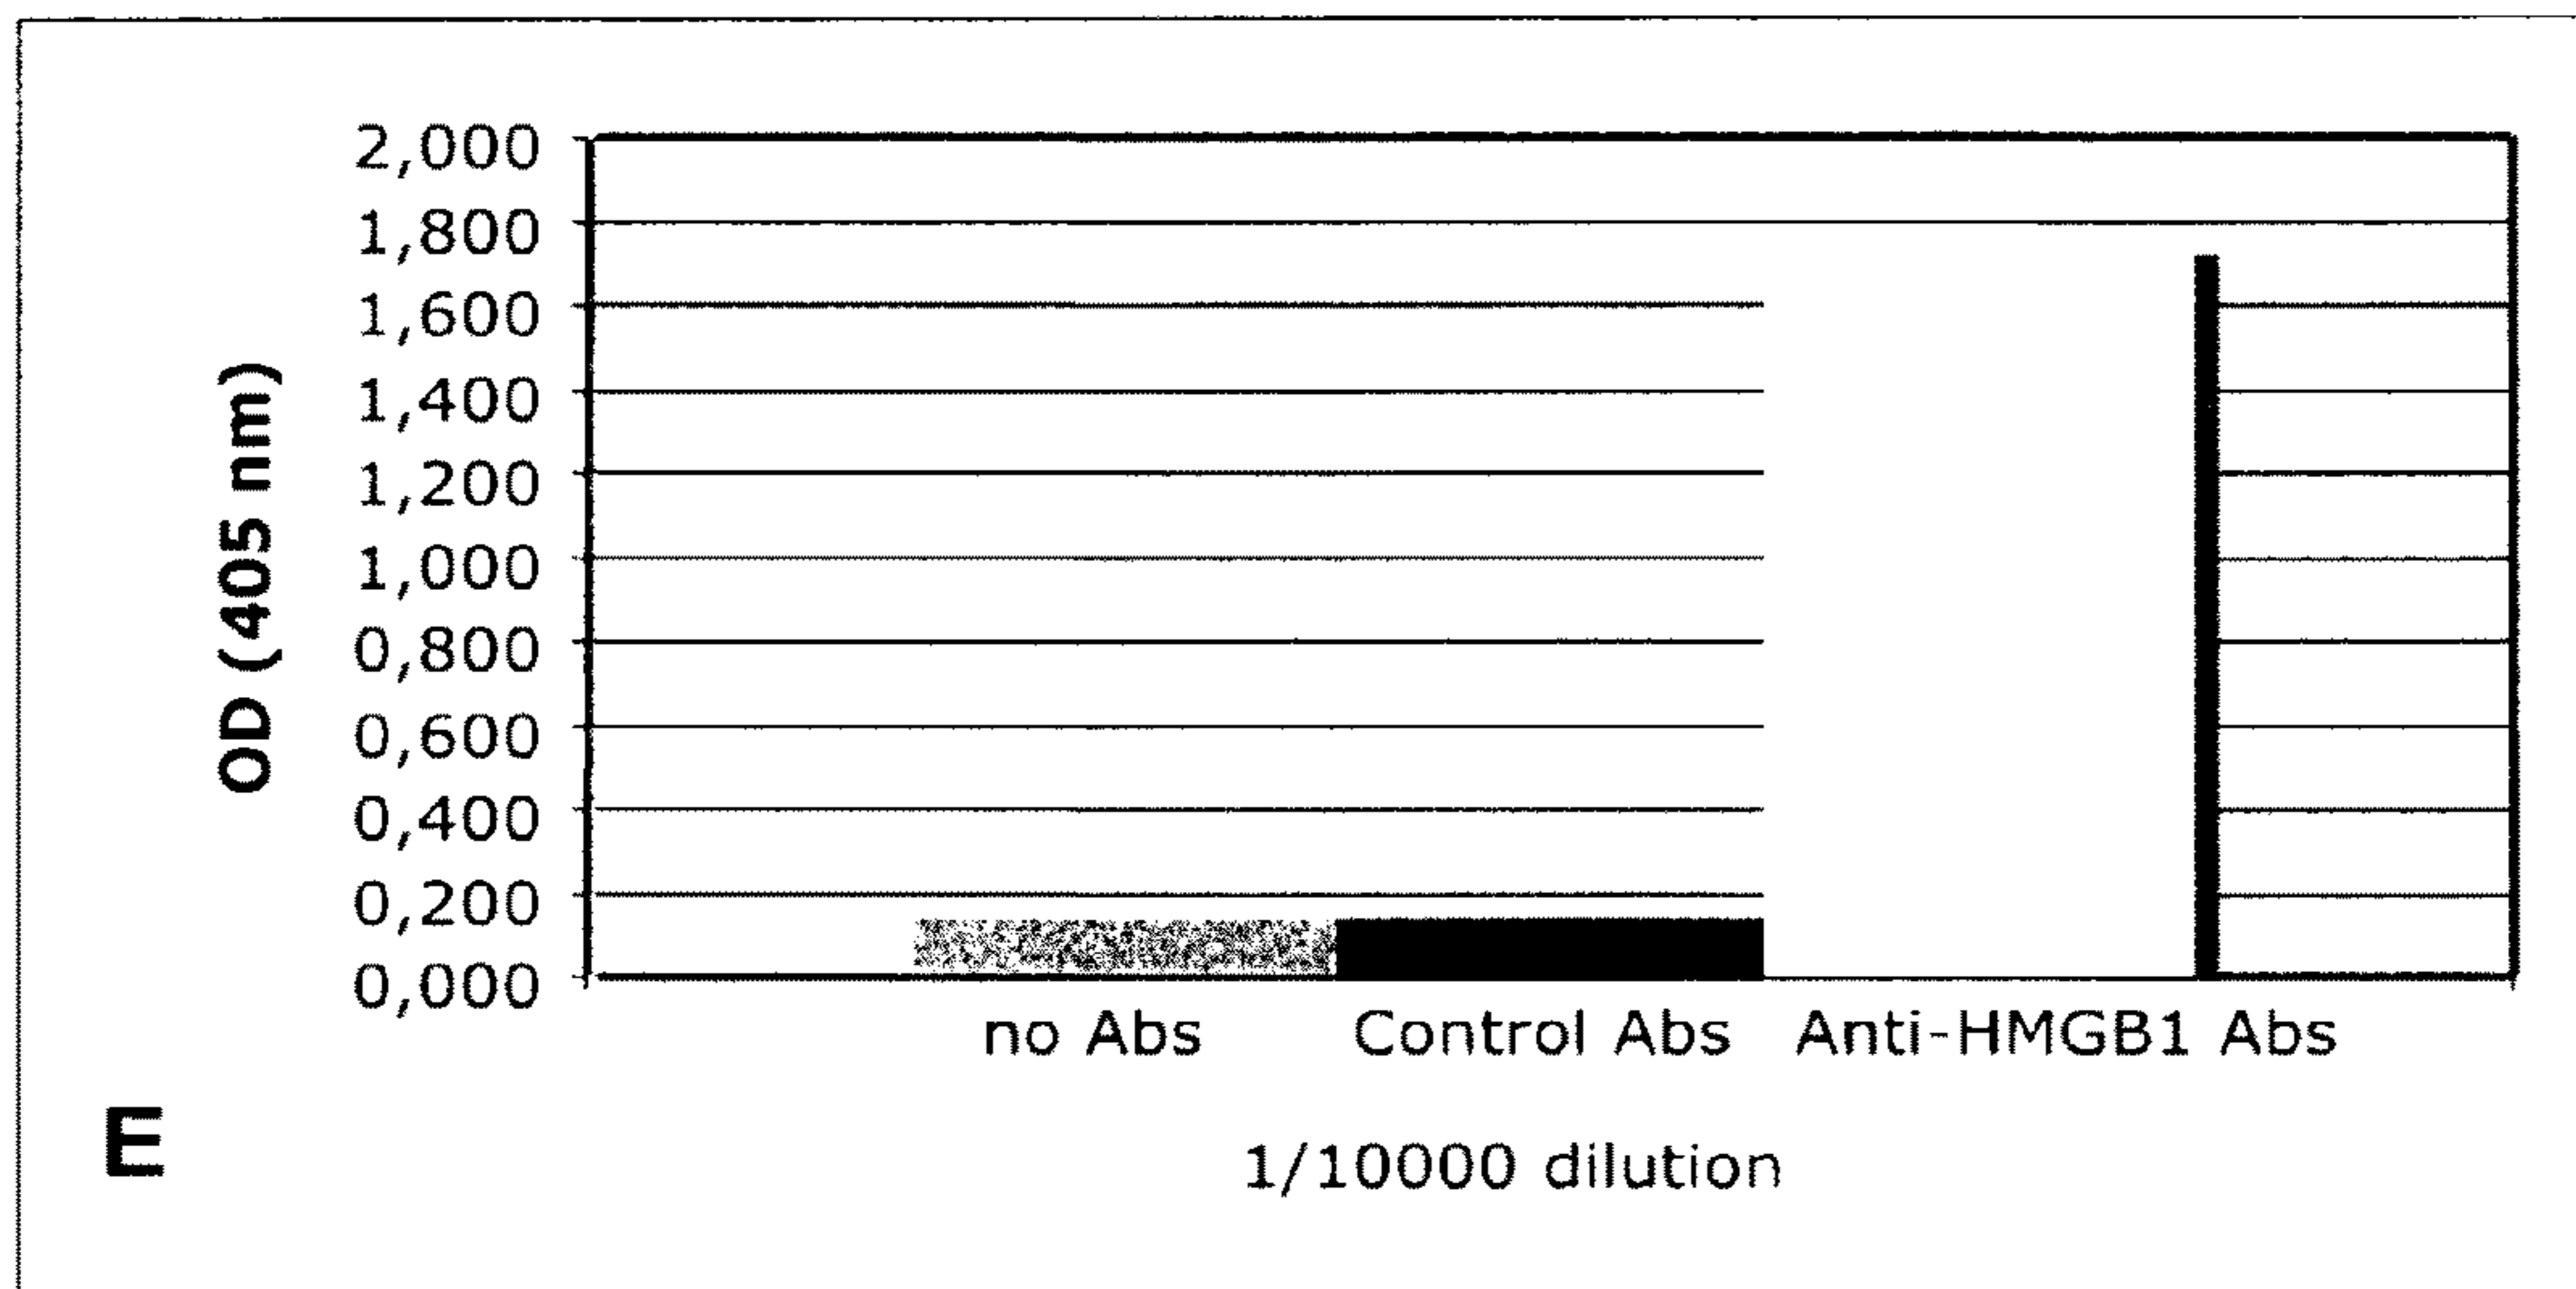 2,000
1,800
1,600
1,400
1,200
1,000
0,800
0,600
0,400
0,200
0,000
OD (405 nm)
no Abs Control Abs Anti-HMGB1 Abs
1/10000 dilution
E